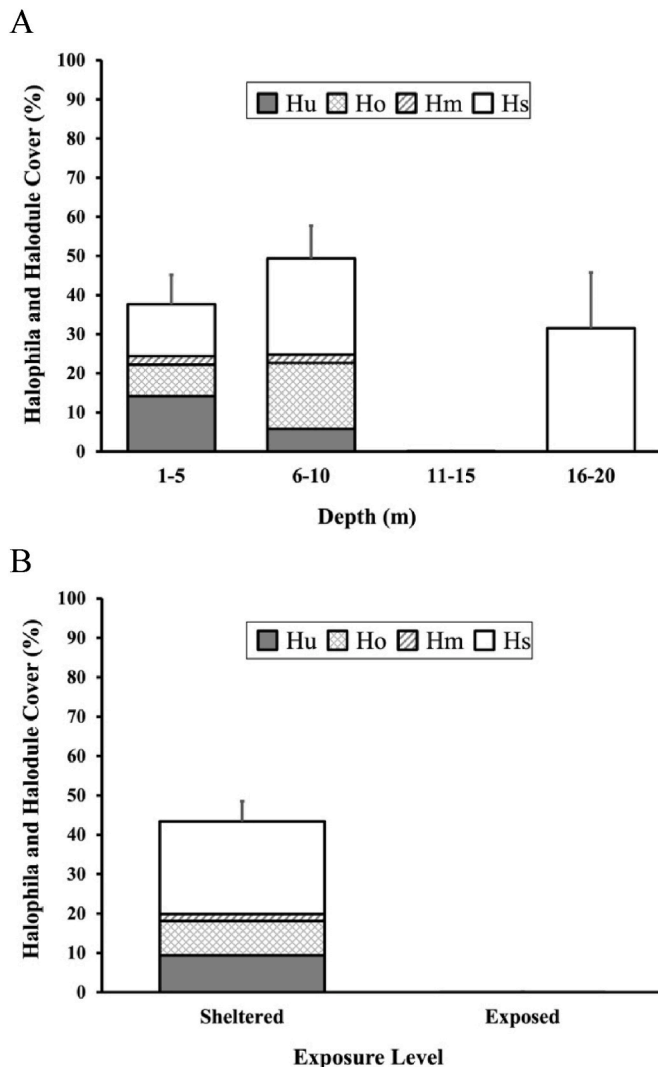 A
Halophila and Halodule Cover (%)
100
90
80
70
60
50
40
30
20
10
0
Hu Ho Hm Hs
1-5 6-10 11-15 16-20
Depth (m)
B
Halophila and Halodule Cover (%)
100
90
80
70
60
50
40
30
20
10
0
Hu Ho Hm Hs
Sheltered Exposed
Exposure Level